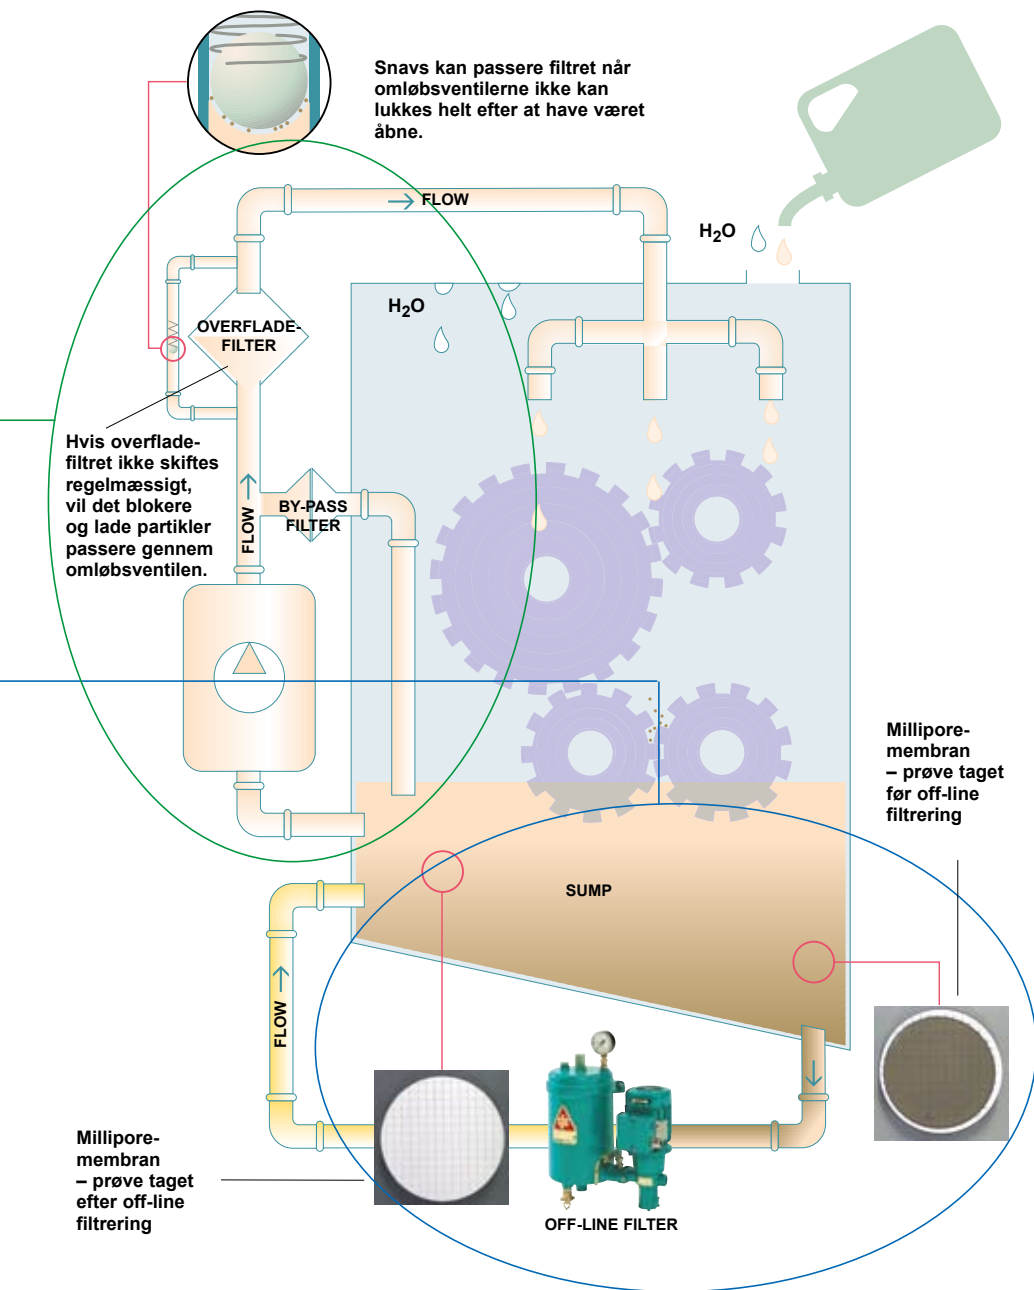 Snavs kan passere filtret når
omløbsventilerne ikke kan
lukkes helt efter at have været
åbne.
FLOW
H₂O
H₂O
OVERFLADE-
FILTER
Hvis overflade-
filtret ikke skiftes
regelmæssigt,
vil det blokere
og lade partikler
passere gennem
omløbsventilen.
FLOW
BY-PASS
FILTER
Millipore-
membran
– prøve taget
før off-line
filtrering
SUMP
FLOW
Millipore-
membran
– prøve taget
efter off-line
filtrering
OFF-LINE FILTER